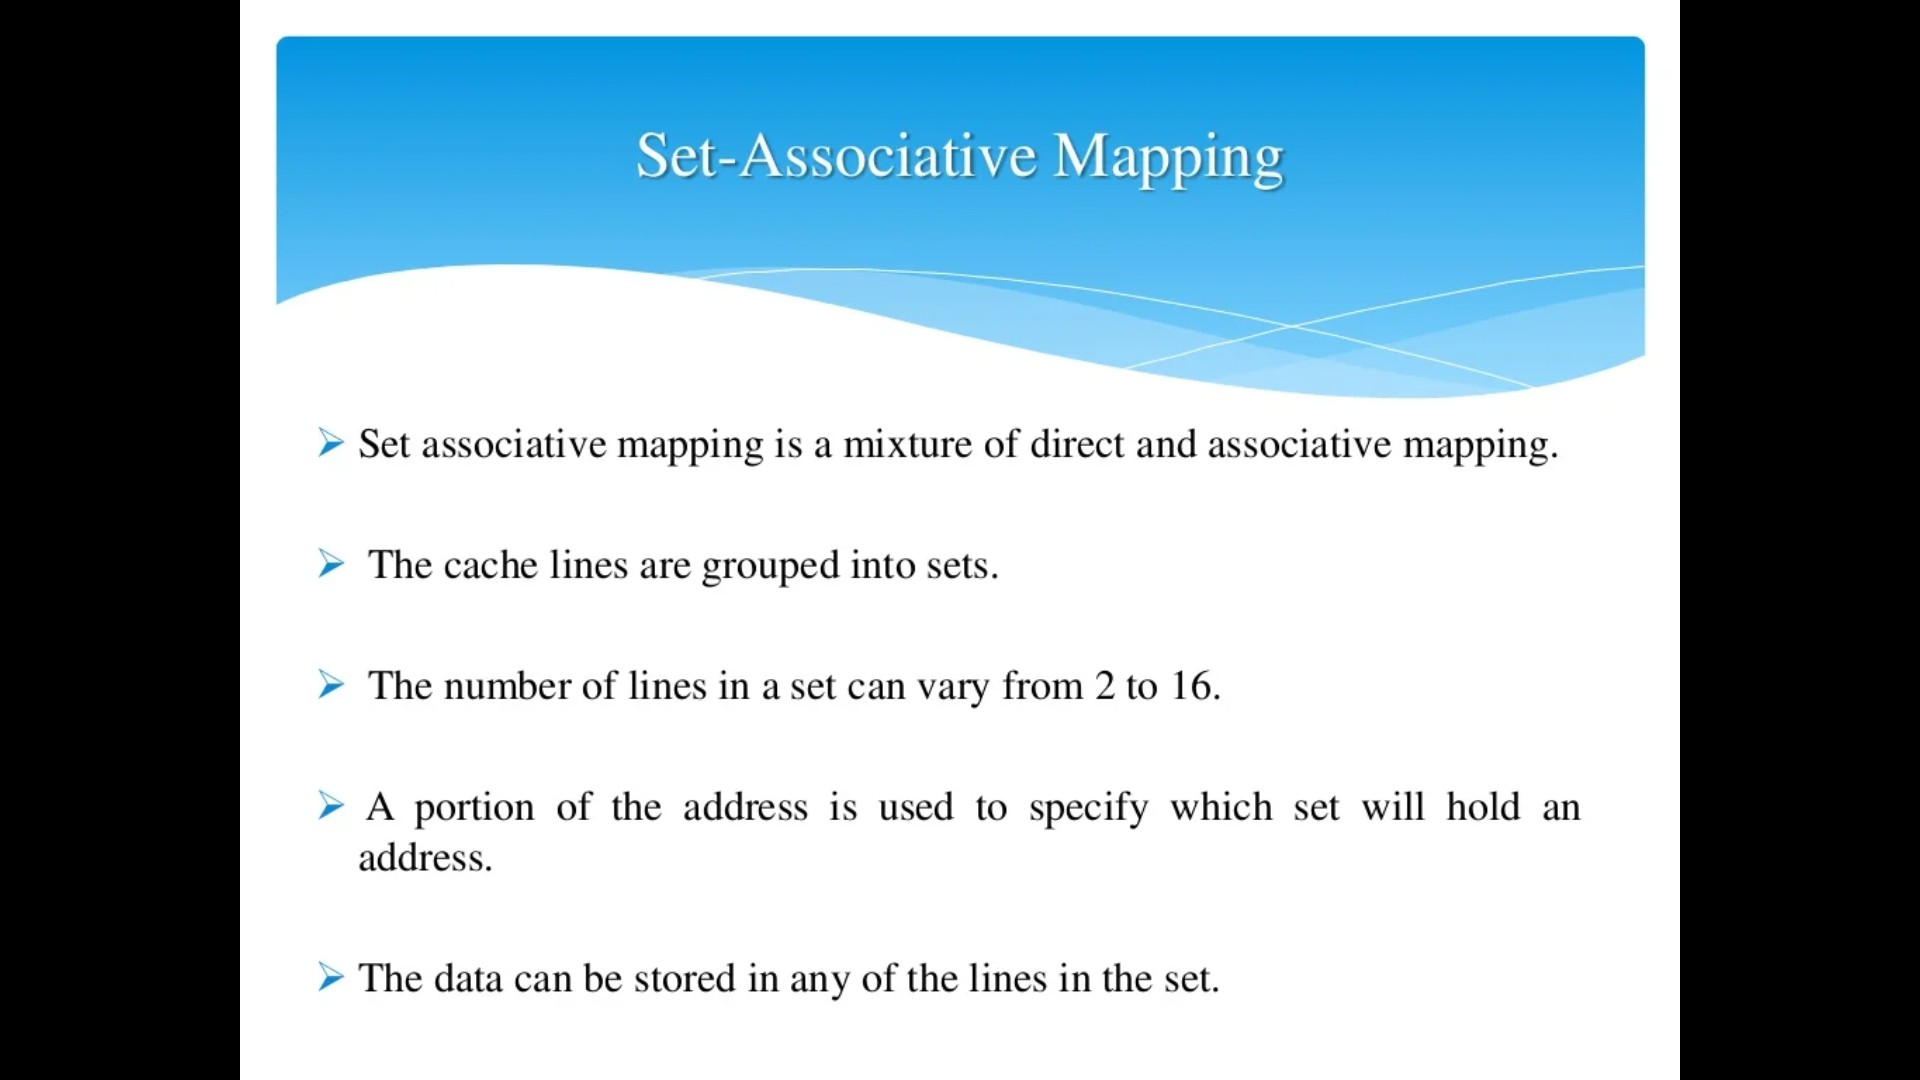 Set-Associative Mapping
➢ Set associative mapping is a mixture of direct and associative mapping.
➢ The cache lines are grouped into sets.
➢ The number of lines in a set can vary from 2 to 16.
➢ A portion of the address is used to specify which set will hold an
address.
➢ The data can be stored in any of the lines in the set.